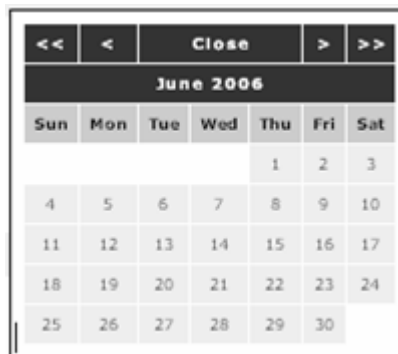 << < Close > >>
June 2006
Sun Mon Tue Wed Thu Fri Sat
1 2 3
4 5 6 7 8 9 10
11 12 13 14 15 16 17
18 19 20 21 22 23 24
25 26 27 28 29 30